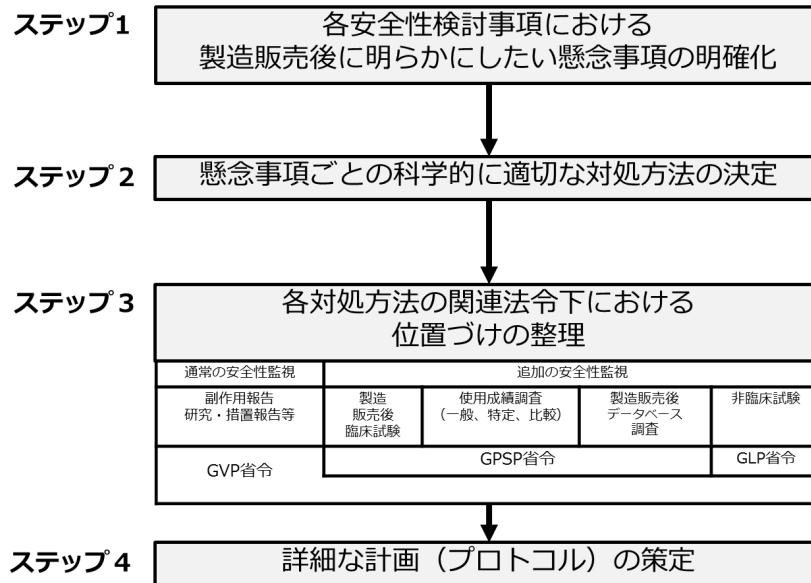 ステップ1
各安全性検討事項における
製造販売後に明らかにしたい懸念事項の明確化
ステップ2
懸念事項ごとの科学的に適切な対処方法の決定
ステップ3
各対処方法の関連法令下における
位置づけの整理
通常の安全性監視
追加の安全性監視
副作用報告
研究・措置報告等
製造
販売後
臨床試験
使用成績調査
(一般、特定、比較)
製造販売後
データベース
調査
非臨床試験
GVP省令
GPSP省令
GLP省令
ステップ4
詳細な計画(プロトコル)の策定